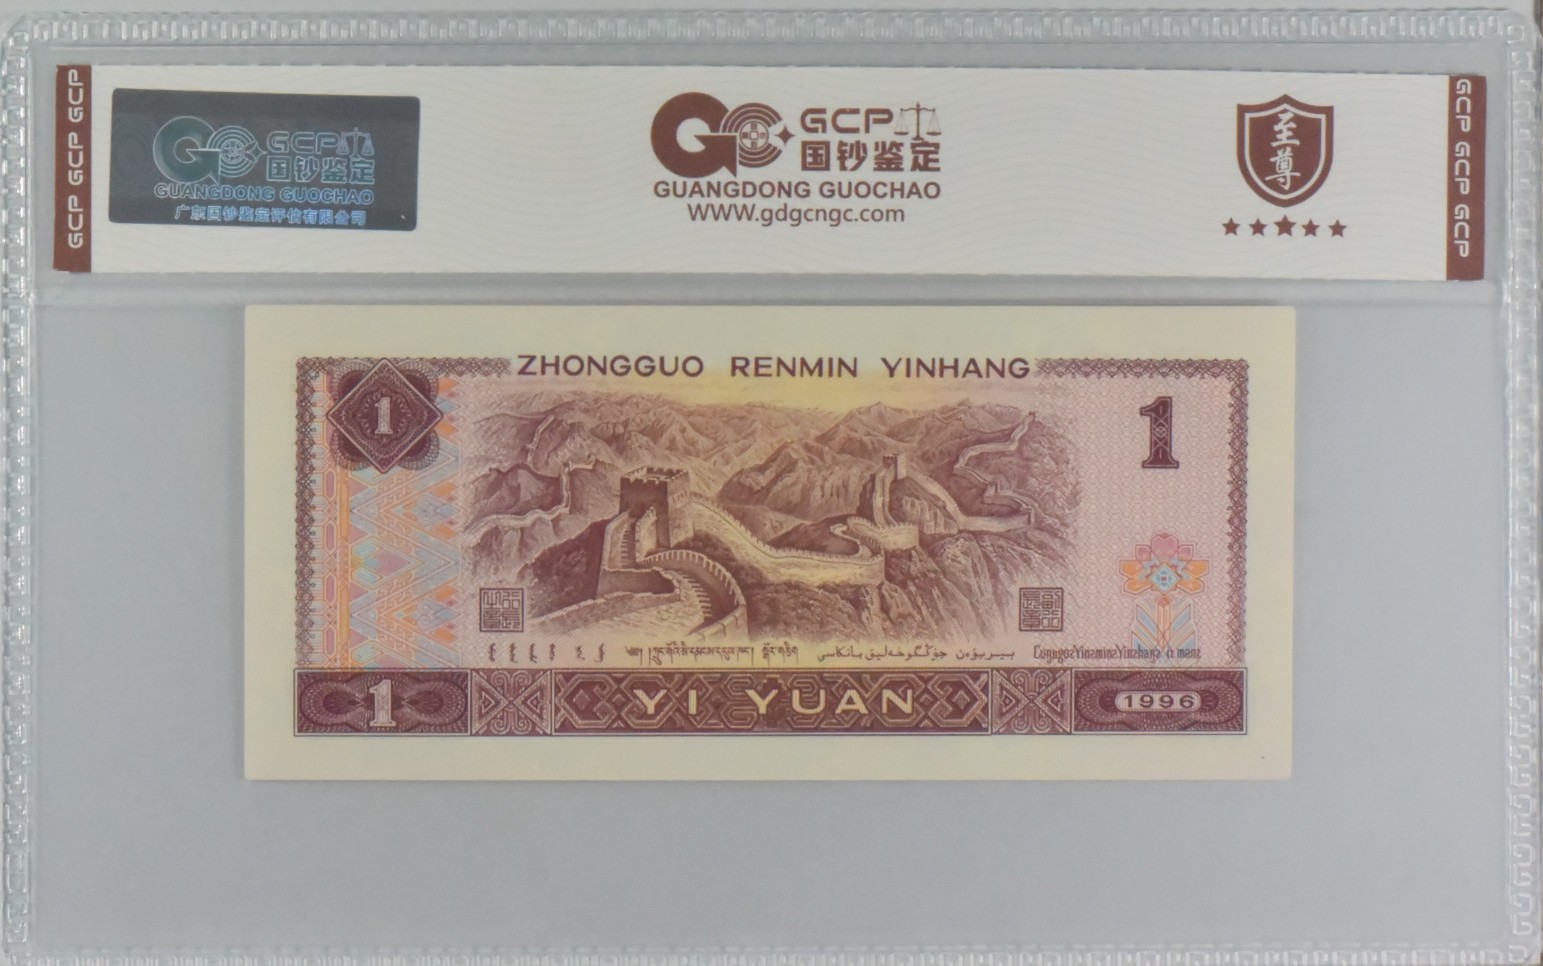 GCP GCP GCP
GCP 国钞鉴定
GUANGDONG GUOCHAO
广东国钞鉴定评估有限公司
GCP
国钞鉴定
GUANGDONG GUOCHAO
WWW.gdgcngc.com
至尊
GCP GCP GCP
ZHONGGUO RENMIN YINHANG
1
1
1
YI YUAN
1996